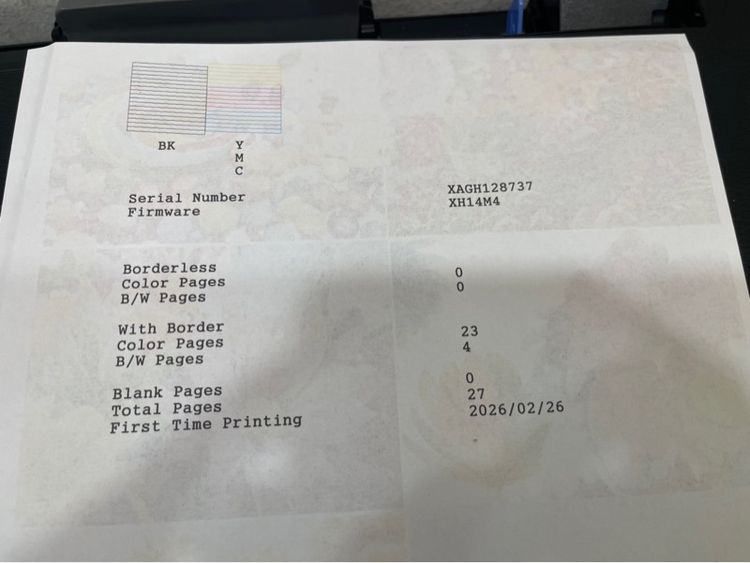 BK Y
M
C
Serial Number XAGH128737
Firmware XH14M4
Borderless
Color Pages 0
B/W Pages 0
With Border
Color Pages 23
B/W Pages 4
Blank Pages 0
Total Pages 27
First Time Printing 2026/02/26